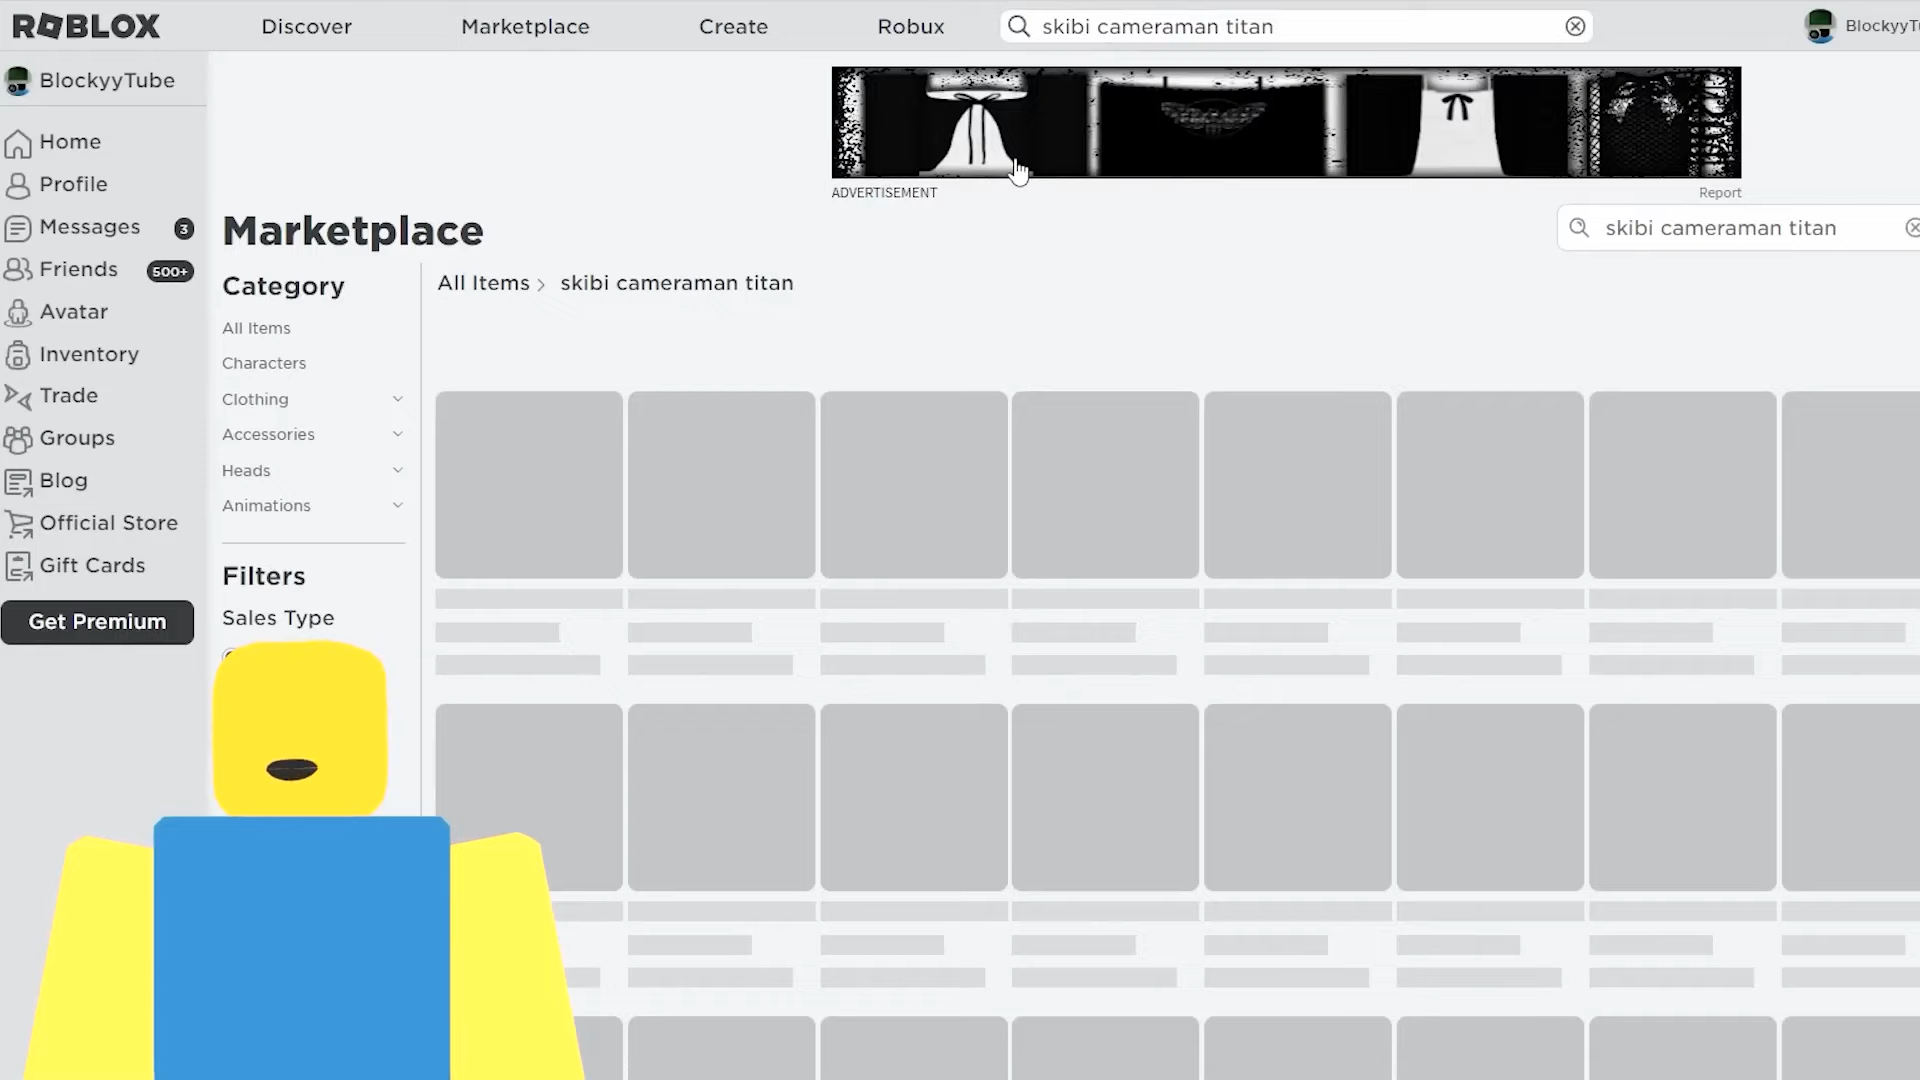 ROBLOX
Discover
Marketplace
Create
Robux
skibi cameraman titan
BlockyyTu
BlockyyTube
Home
Profile
Messages 3
Friends 500+
Avatar
Inventory
Trade
Groups
Blog
Official Store
Gift Cards
Get Premium
ADVERTISEMENT
Report
Marketplace
skibi cameraman titan
Category
All Items
Characters
Clothing
Accessories
Heads
Animations
Filters
Sales Type
All Items > skibi cameraman titan